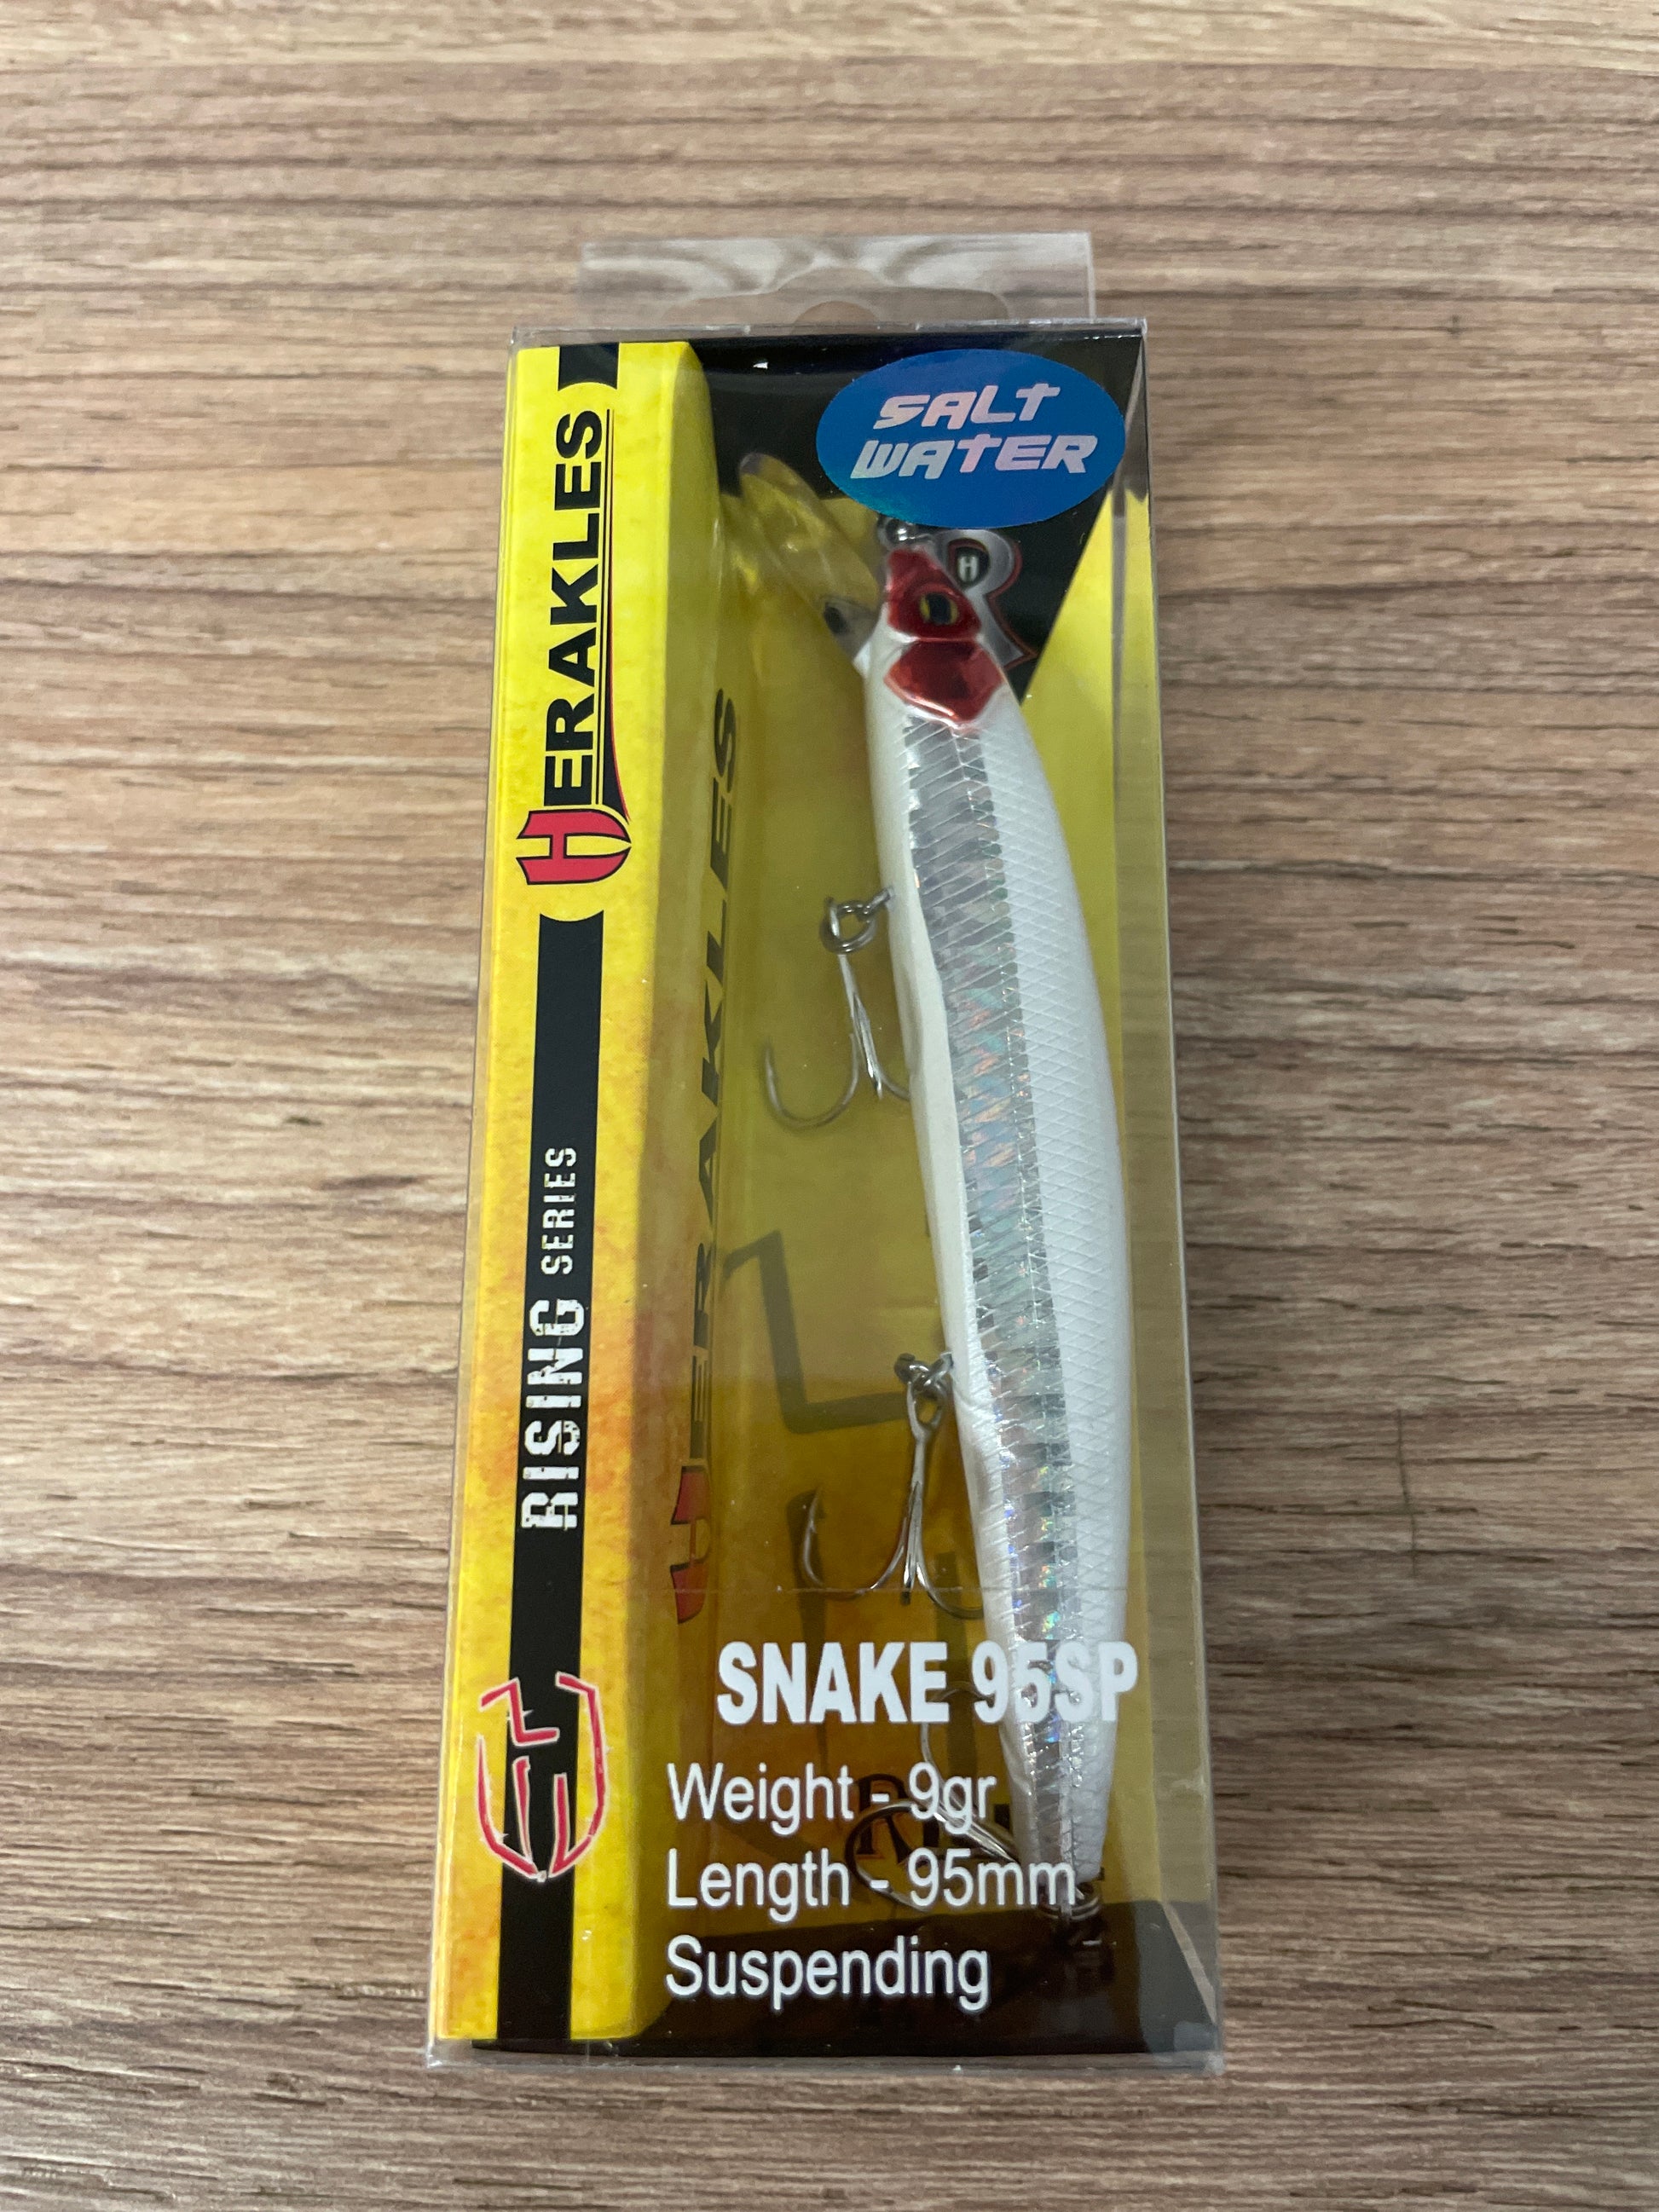 SALT
WATER
H
HERAKLES
RISING SERIES
HERAKLES
SNAKE 95SP
Weight - 9gr
Length - 95mm
Suspending